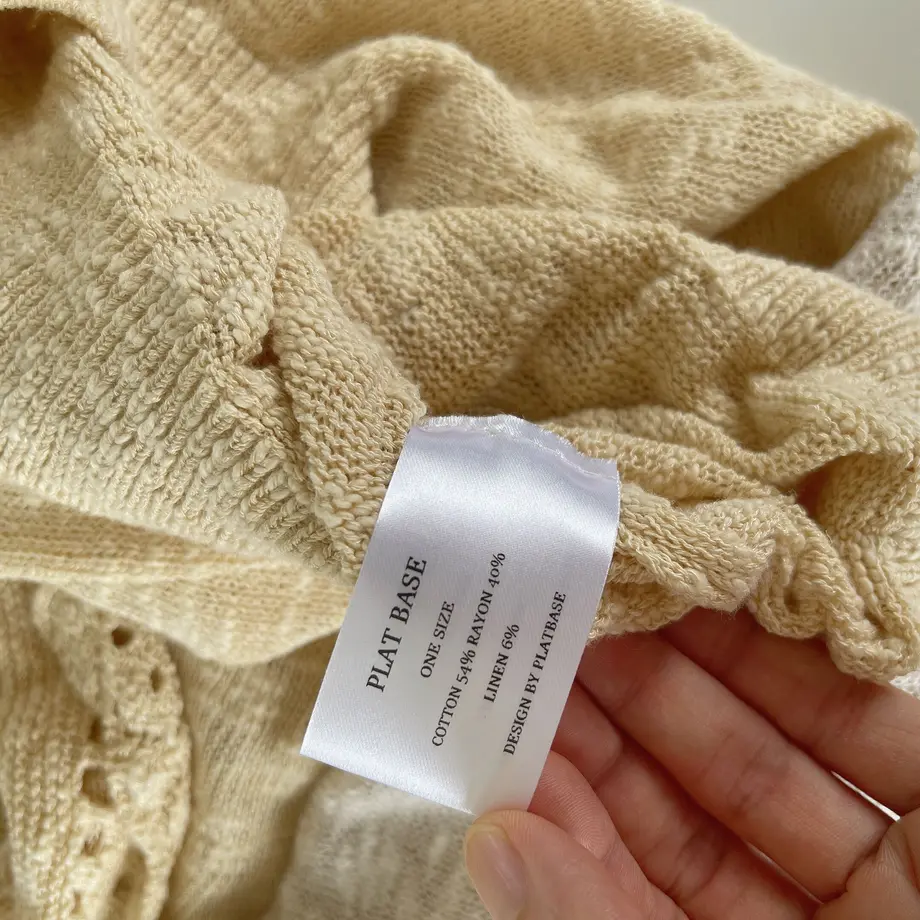 PLAT BASE
ONE SIZE
COTTON 54% RAYON 40%
LINEN 6%
DESIGN BY PLATBASE